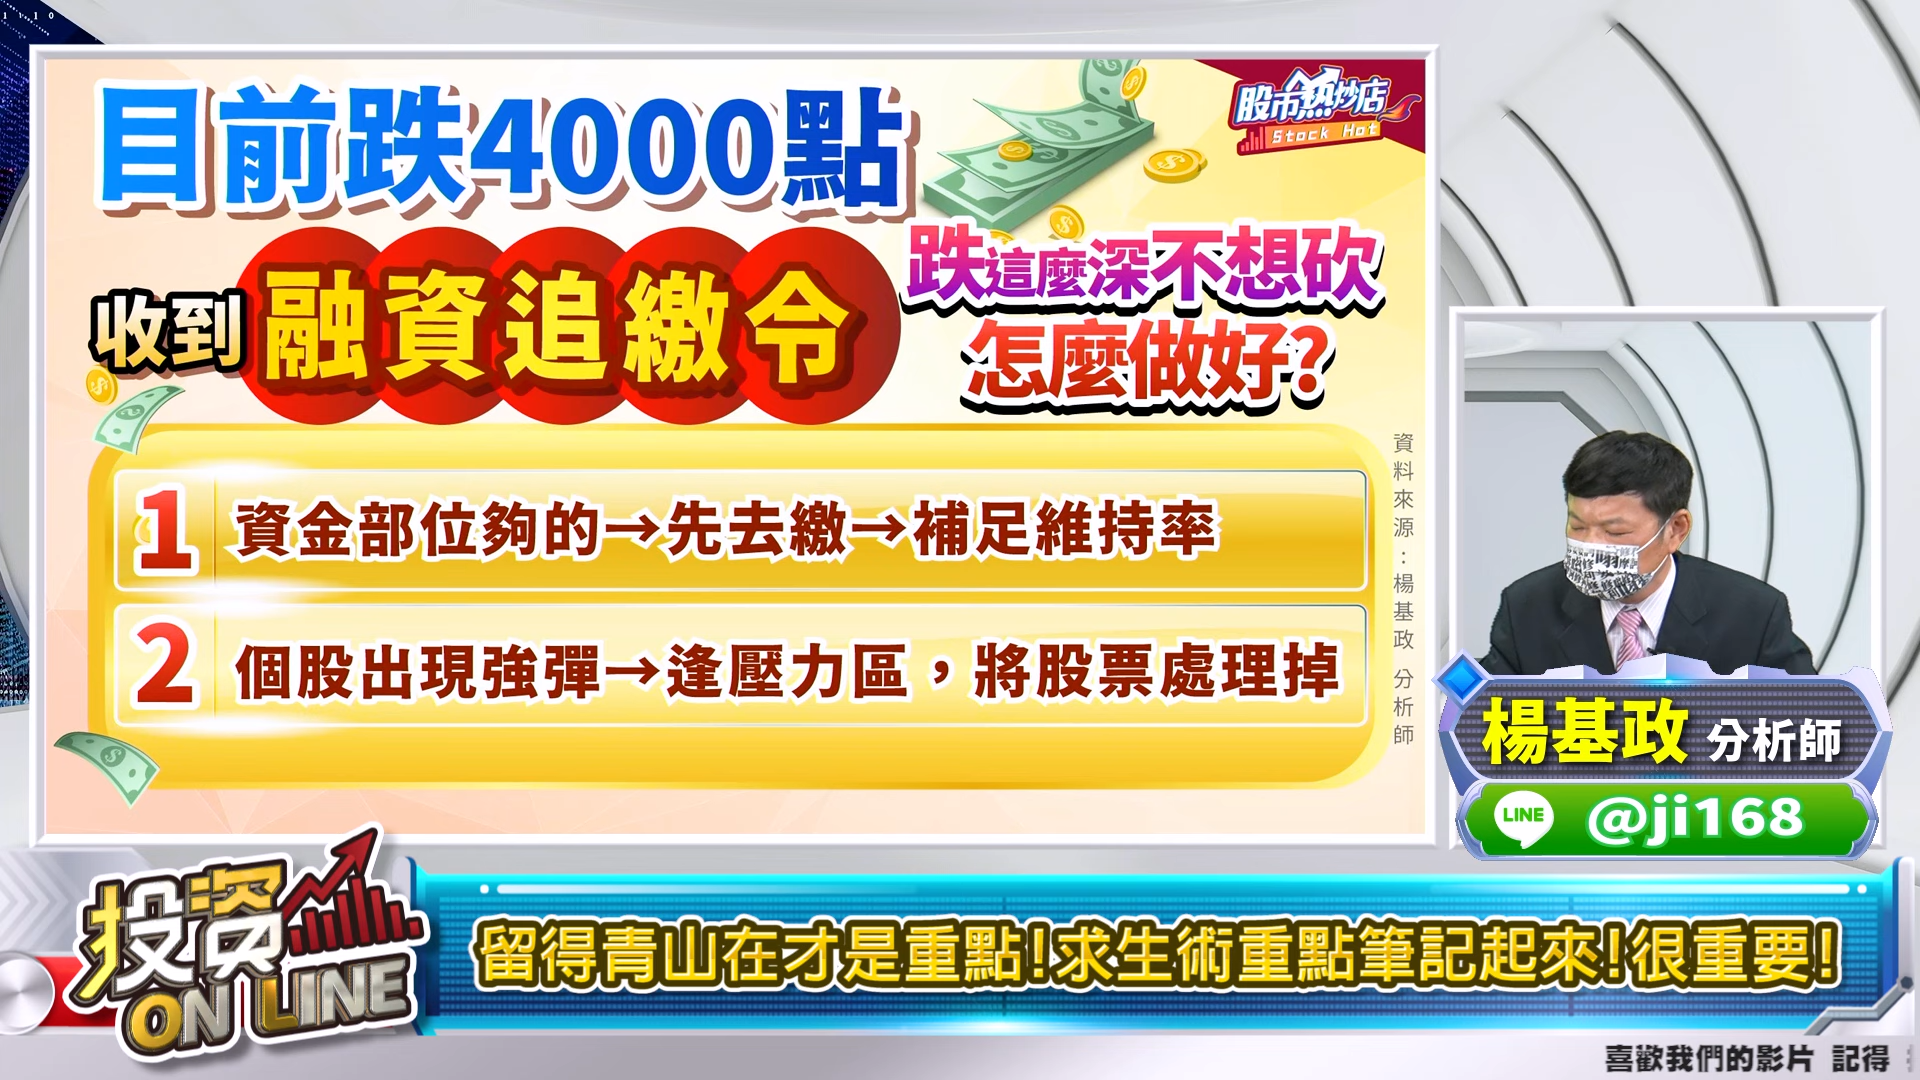 目前跌4000點
股市熱炒店
Stock Hot
收到融資追繳令
跌這麼深不想砍
怎麼做好?
1 資金部位夠的→先去繳→補足維持率
2 個股出現強彈→逢壓力區，將股票處理掉
資料來源：楊基政 分析師
楊基政 分析師
LINE @ji168
投資
ON LINE
留得青山在才是重點!求生術重點筆記起來!很重要!
喜歡我們的影片 記得